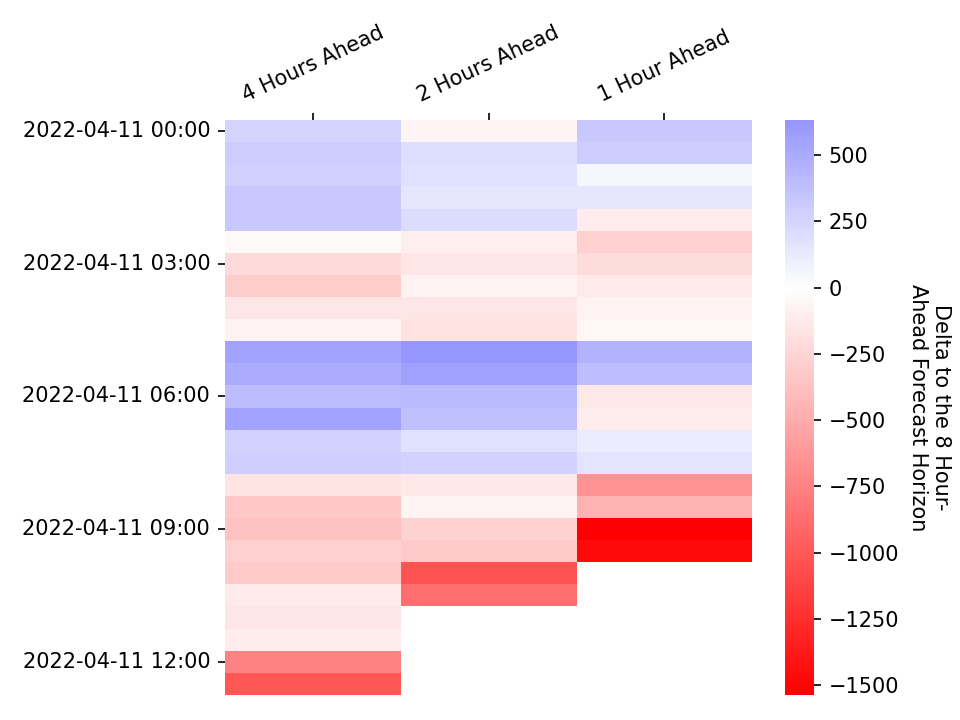 4 Hours Ahead
2 Hours Ahead
1 Hour Ahead
2022-04-11 00:00
2022-04-11 03:00
2022-04-11 06:00
2022-04-11 09:00
2022-04-11 12:00
500
250
0
−250
−500
−750
−1000
−1250
−1500
Delta to the 8 Hour-
Ahead Forecast Horizon